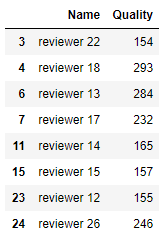 Name Quality
3 reviewer 22 154
4 reviewer 18 293
6 reviewer 13 284
7 reviewer 17 232
11 reviewer 14 165
15 reviewer 15 157
23 reviewer 12 155
24 reviewer 26 246